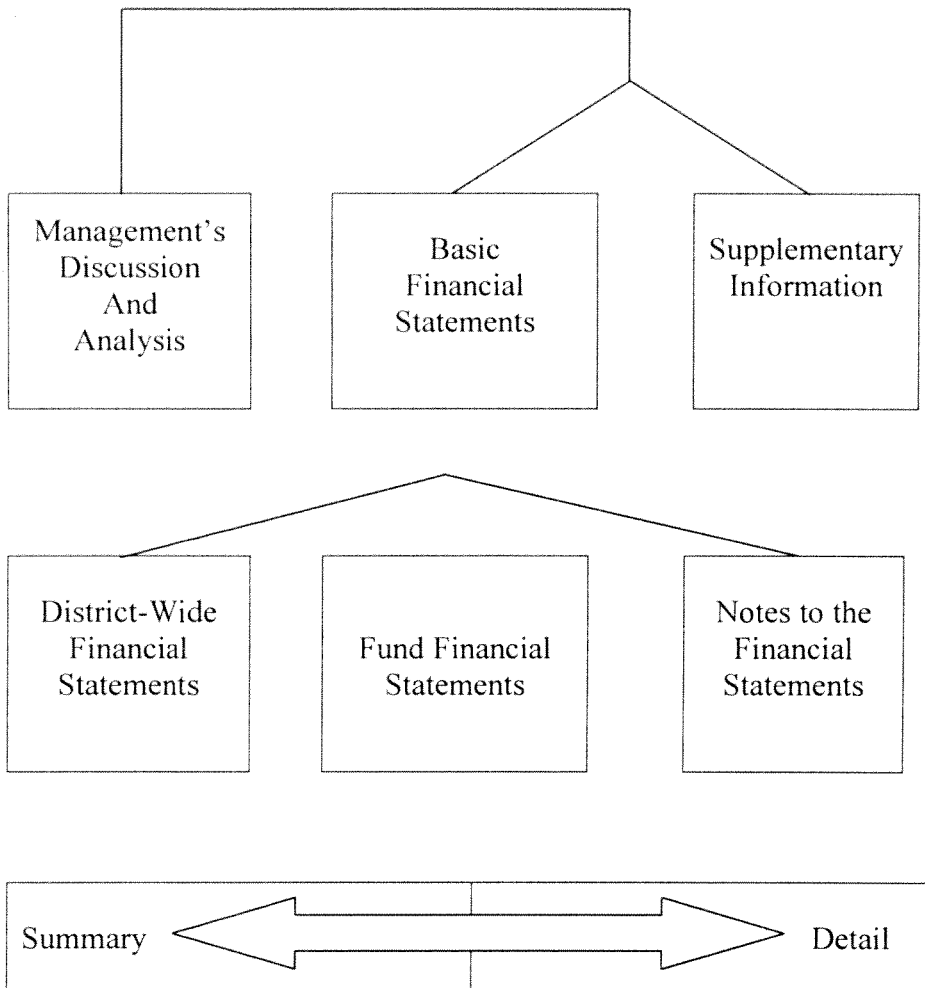 Management's
Discussion
And
Analysis
Basic
Financial
Statements
Supplementary
Information
District-Wide
Financial
Statements
Fund Financial
Statements
Notes to the
Financial
Statements
Summary
Detail